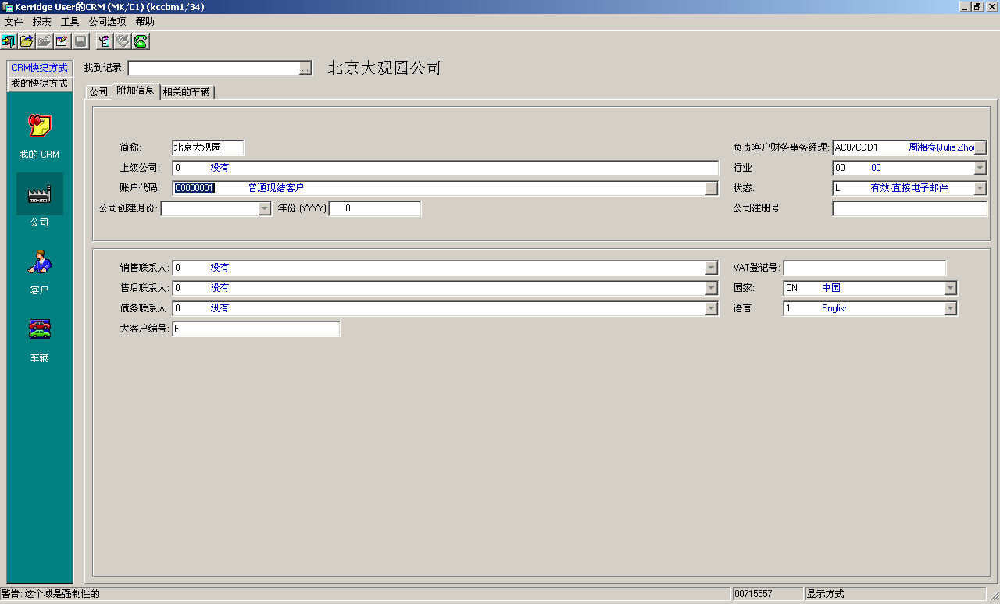 Kerridge User的CRM (MK/C1) (kccbm1/34)
文件 报表 工具 公司选项 帮助
CRM快捷方式
我的快捷方式
我的 CRM
公司
客户
车辆
找到记录: ... 北京大观园公司
公司 附加信息 相关的车辆
简称: 北京大观园 负责客户财务事务经理: AC07CDD1 周湘春(Julia Zhou ...
上级公司: 0 没有 行业 00 00
账户代码: C0000001 普通现结客户 ... 状态: L 有效-直接电子邮件
公司创建月份: 年份 (YYYY) 0 公司注册号
销售联系人: 0 没有 VAT登记号:
售后联系人: 0 没有 国家: CN 中国
债务联系人: 0 没有 语言: 1 English
大客户编号: F
警告: 这个域是强制性的 00715557 显示方式